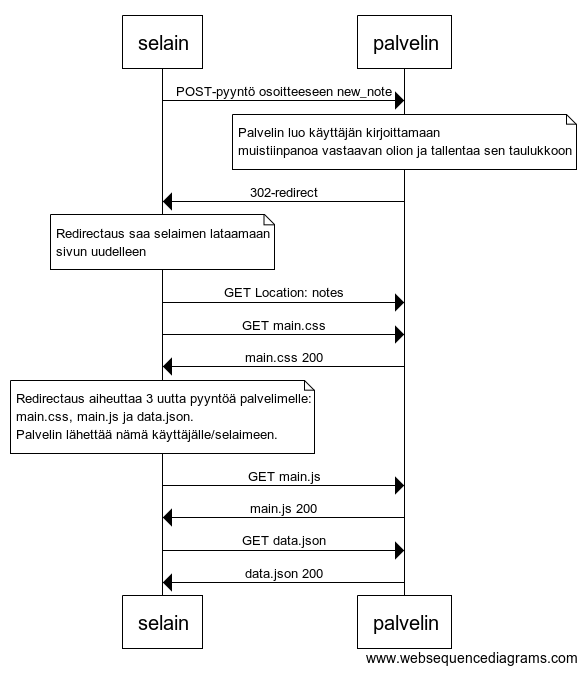 selain
palvelin
POST-pyyntö osoitteeseen new_note
Palvelin luo käyttäjän kirjoittamaan
muistiinpanoa vastaavan olion ja tallentaa sen taulukkoon
302-redirect
Redirectaus saa selaimen lataamaan
sivun uudelleen
GET Location: notes
GET main.css
main.css 200
Redirectaus aiheuttaa 3 uutta pyyntöä palvelimelle:
main.css, main.js ja data.json.
Palvelin lähettää nämä käyttäjälle/selaimeen.
GET main.js
main.js 200
GET data.json
data.json 200
selain
palvelin
www.websequencediagrams.com